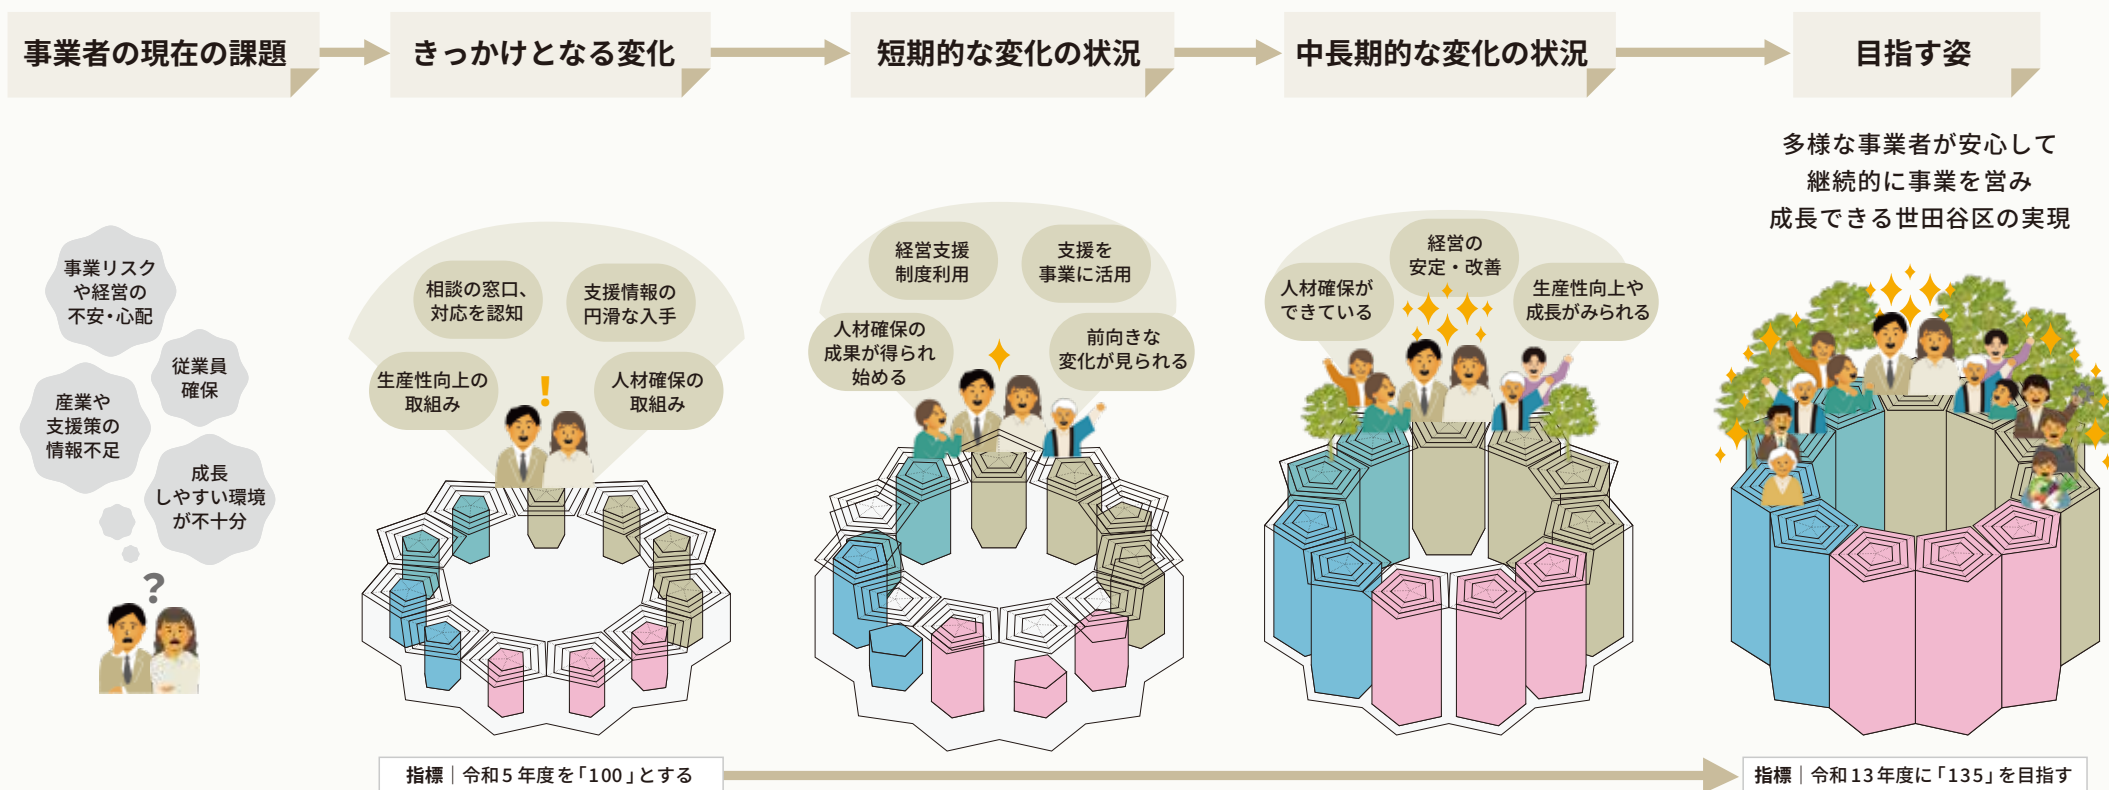 事業者の現在の課題
きっかけとなる変化
短期的な変化の状況
中長期的な変化の状況
目指す姿
多様な事業者が安心して
継続的に事業を営み
成長できる世田谷区の実現
事業リスク
や経営の
不安・心配
従業員
確保
産業や
支援策の
情報不足
成長
しやすい環境
が不十分
?
相談の窓口、
対応を認知
支援情報の
円滑な入手
生産性向上の
取組み
人材確保の
取組み
!
経営支援
制度利用
支援を
事業に活用
人材確保の
成果が得られ
始める
前向きな
変化が見られる
人材確保が
できている
経営の
安定・改善
生産性向上や
成長がみられる
指標｜令和5年度を「100」とする
指標｜令和13年度に「135」を目指す